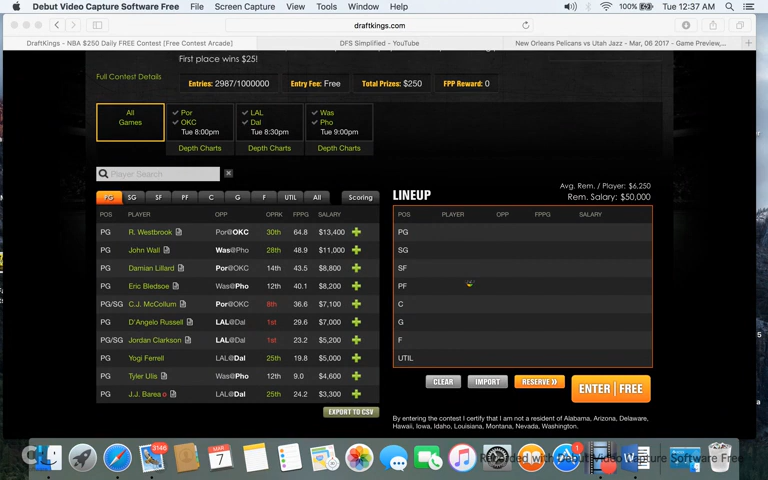 Debut Video Capture Software Free File Screen Capture Tools View Video Help 100% Tue 12:37 AM
draftkings.com
DraftKings - NBA $250 Daily FREE Contest [Free Contest Arcade] DFS Simplified - YouTube New Orleans Pelicans vs Utah Jazz - Mar, 06 2017 - Game Preview,...
First place wins $25!
Full Contest Details Entries: 2987/1000000 Entry Fee: Free Total Prizes: $250 FPP Reward: 0
All Games
Por OKC Tue 8:00pm
LAL Dal Tue 8:30pm
Was Pho Tue 9:00pm
Depth Charts Depth Charts Depth Charts
Player Search
Avg. Rem. / Player: $6,250
PG SG SF PF C G F UTIL All Scoring
LINEUP Rem. Salary: $50,000
POS PLAYER OPP OPRK FPPG SALARY
PG R. Westbrook Por@OKC 30th 64.8 $13,400
PG John Wall Was@Pho 28th 48.9 $11,000
PG Damian Lillard Por@OKC 14th 43.5 $8,800
PG Eric Bledsoe Was@Pho 12th 40.1 $8,200
PG/SG C.J. McCollum Por@OKC 8th 36.6 $7,100
PG D'Angelo Russell LAL@Dal 1st 29.6 $7,000
PG/SG Jordan Clarkson LAL@Dal 1st 23.2 $5,200
PG Yogi Ferrell LAL@Dal 25th 19.8 $5,000
PG Tyler Ulis Was@Pho 12th 9.0 $4,600
PG J.J. Barea LAL@Dal 25th 24.2 $3,300
EXPORT TO CSV
POS PLAYER OPP FPPG SALARY
PG
SG
SF
PF
C
G
F
UTIL
CLEAR IMPORT RESERVE ENTER | FREE
By entering the contest I certify that I am not a resident of Alabama, Arizona, Delaware,
Hawaii, Iowa, Idaho, Louisiana, Montana, Nevada, Washington.
3146
MAR
7
1
Recorded with Debut Video Capture Software Free